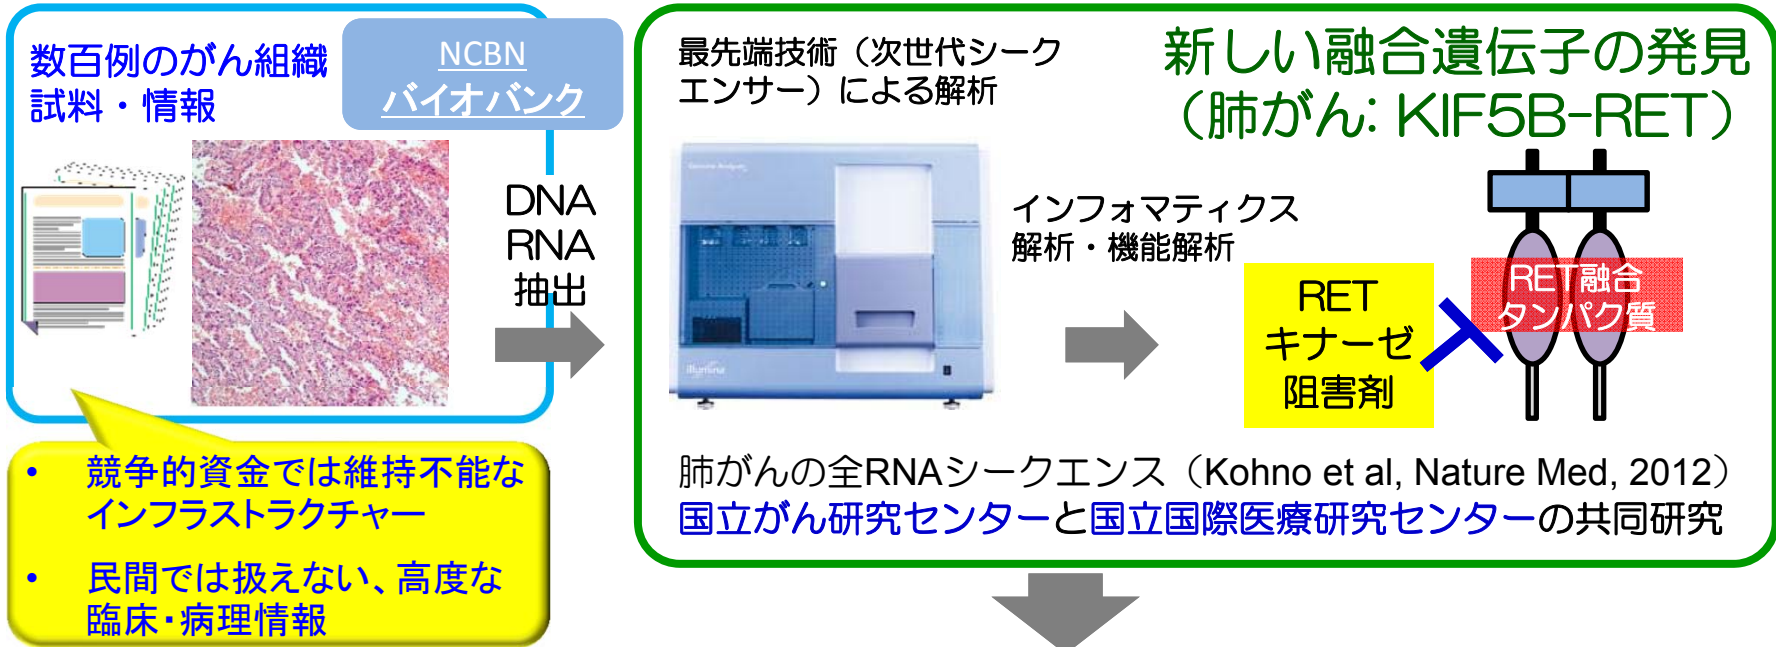 数百例のがん組織
試料・情報
NCBN
バイオバンク
DNA
RNA
抽出
・ 競争的資金では維持不能な
インフラストラクチャー
・ 民間では扱えない、高度な
臨床・病理情報
最先端技術（次世代シーク
エンサー）による解析
新しい融合遺伝子の発見
（肺がん: KIF5B-RET）
Genome Analyzer
illumina
インフォマティクス
解析・機能解析
RET
キナーゼ
阻害剤
RET融合
タンパク質
肺がんの全RNAシークエンス（Kohno et al, Nature Med, 2012）
国立がん研究センターと国立国際医療研究センターの共同研究